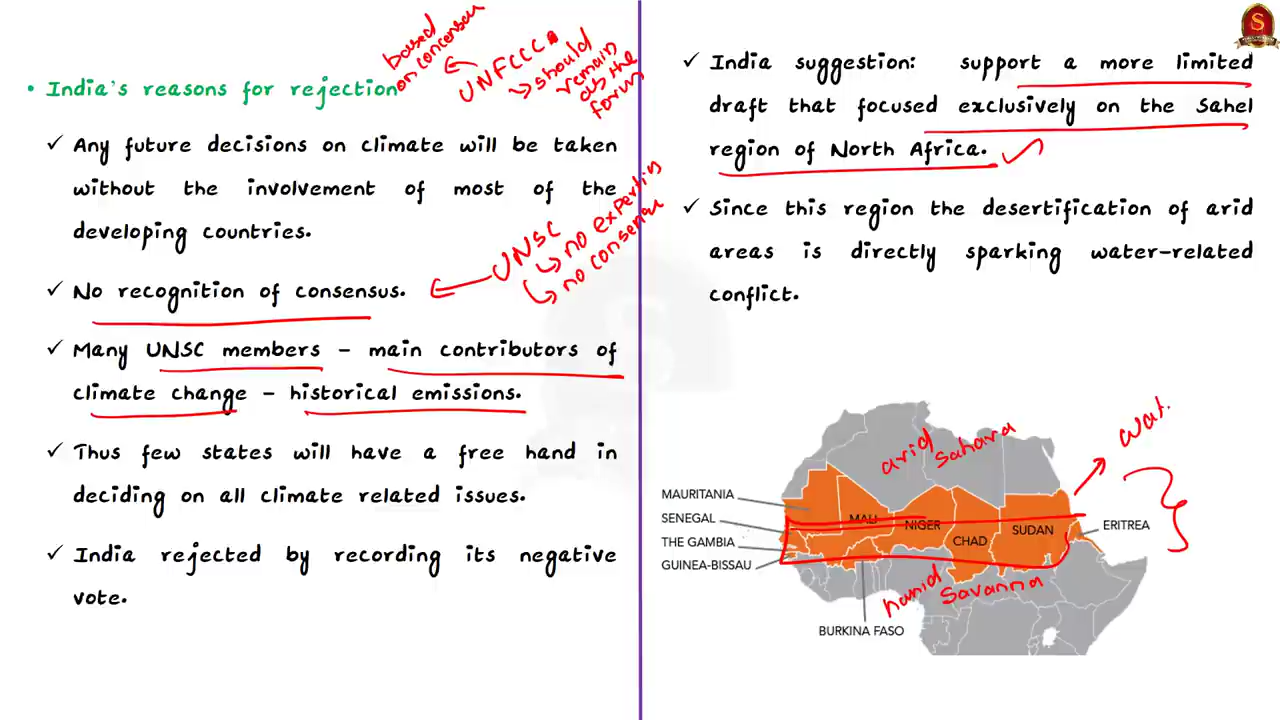 based
on concensus
UNFCCC
should
remain
as the
forum
• India's reasons for rejection
✓ Any future decisions on climate will be taken
without the involvement of most of the
developing countries.
UNSC
no expertise
no consensus
✓ No recognition of consensus.
✓ Many UNSC members – main contributors of
climate change – historical emissions.
✓ Thus few states will have a free hand in
deciding on all climate related issues.
✓ India rejected by recording its negative
vote.
S
✓ India suggestion: support a more limited
draft that focused exclusively on the Sahel
region of North Africa.
✓ Since this region the desertification of arid
areas is directly sparking water-related
conflict.
arid
Sahara
wat.
MAURITANIA
SENEGAL
THE GAMBIA
GUINEA-BISSAU
MALI
NIGER
CHAD
SUDAN
ERITREA
Savanna
BURKINA FASO